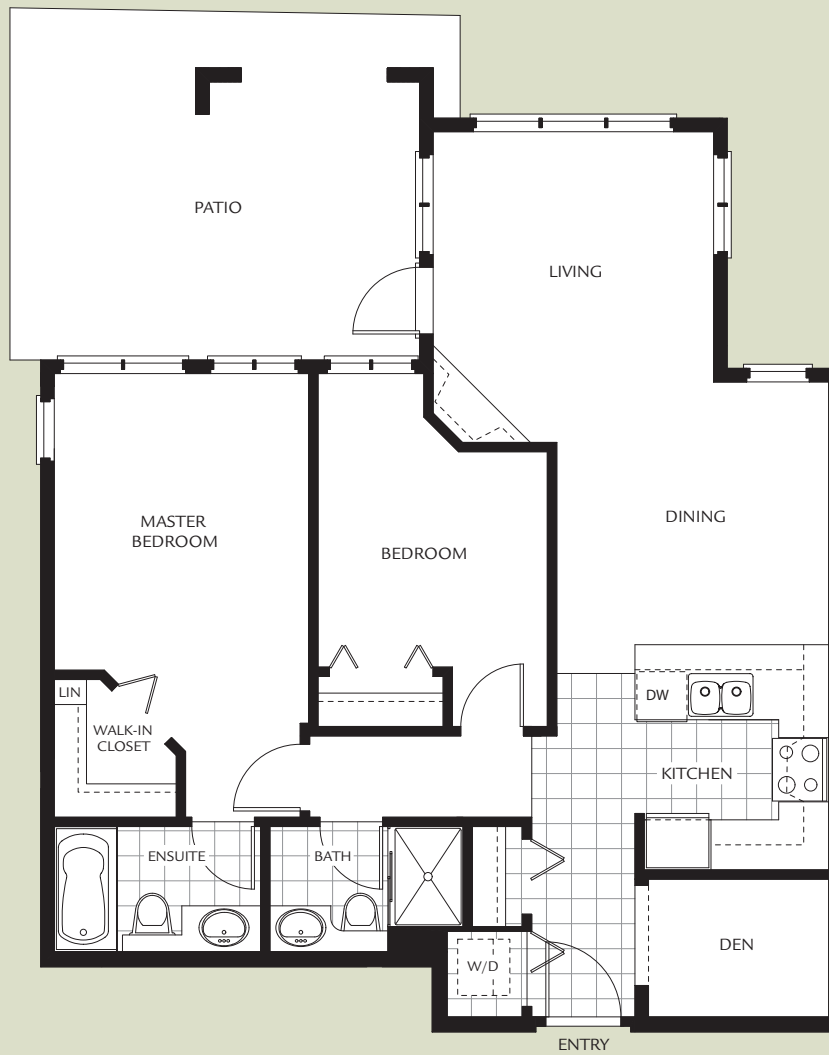 PATIO
LIVING
MASTER
BEDROOM
BEDROOM
DINING
LIN
WALK-IN
CLOSET
DW
KITCHEN
ENSUITE
BATH
W/D
DEN
ENTRY